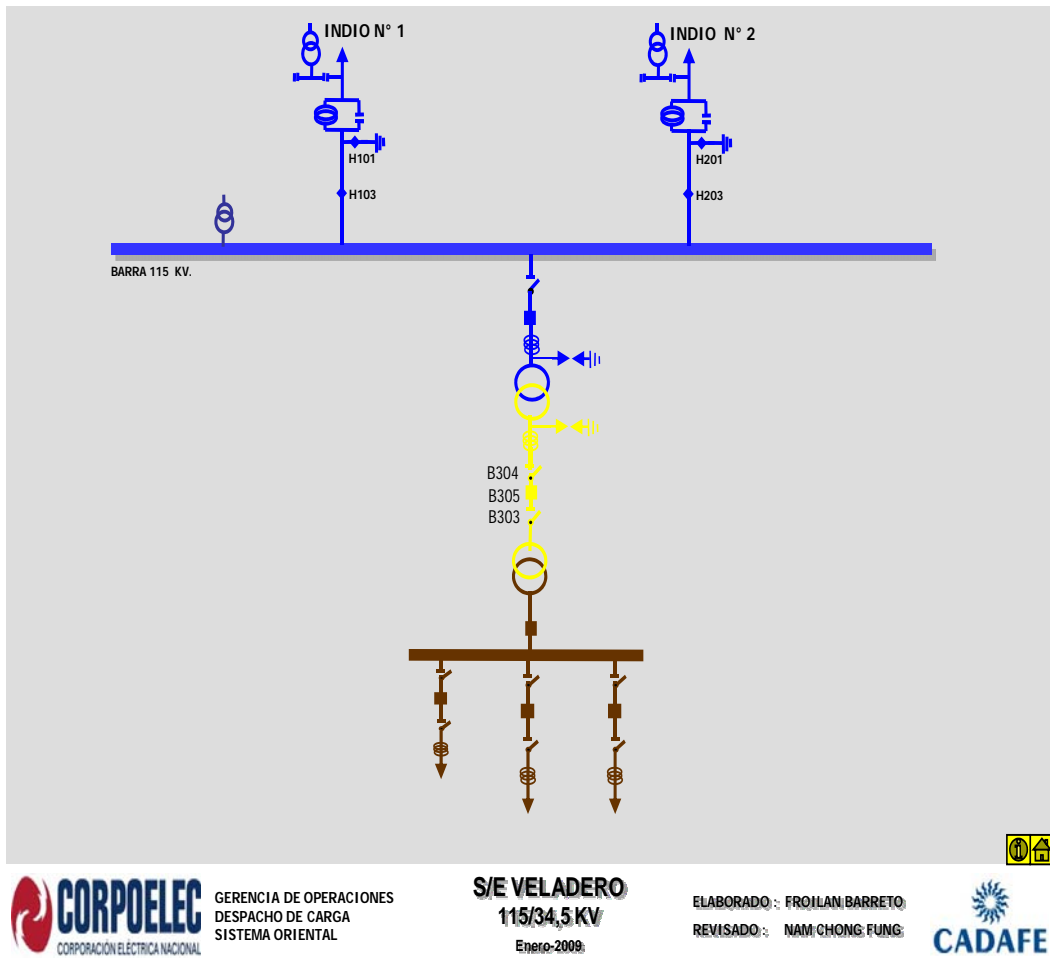 INDIO N° 1
INDIO N° 2
H101
H201
H103
H203
BARRA 115 KV.
B304
B305
B303
CORPOELEC
CORPORACIÓN ELÉCTRICA NACIONAL
GERENCIA DE OPERACIONES
DESPACHO DE CARGA
SISTEMA ORIENTAL
S/E VELADERO
115/34,5 KV
Enero-2009
ELABORADO : FROILAN BARRETO
REVISADO : NAM CHONG FUNG
CADAFE